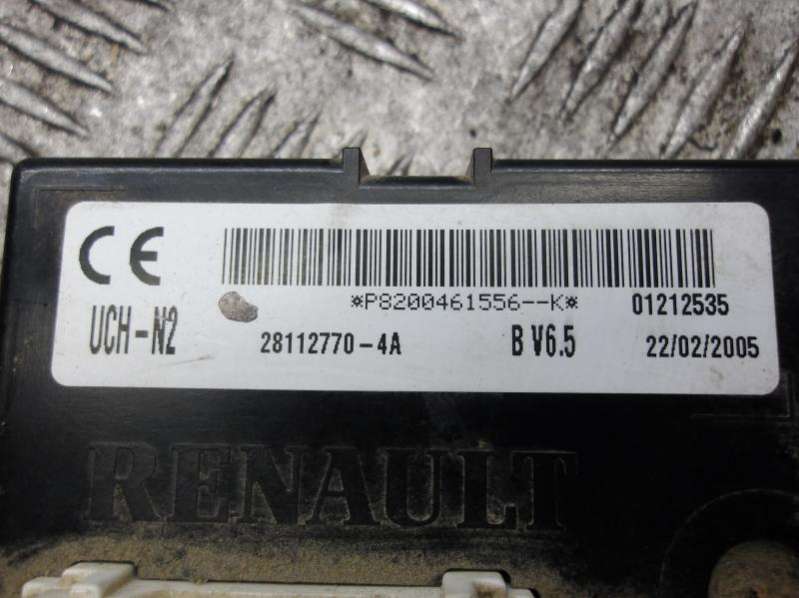 CE
*P8200461556--K* 01212535
UCH-N2 28112770-4A B V6.5 22/02/2005
RENAULT